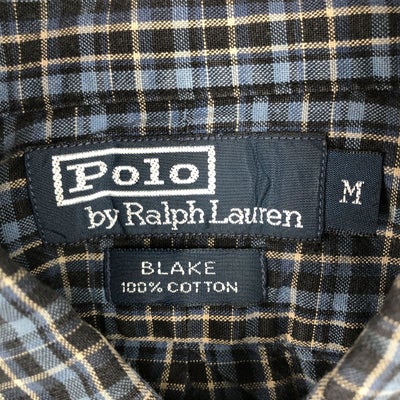 Polo
by Ralph Lauren
M
BLAKE
100% COTTON